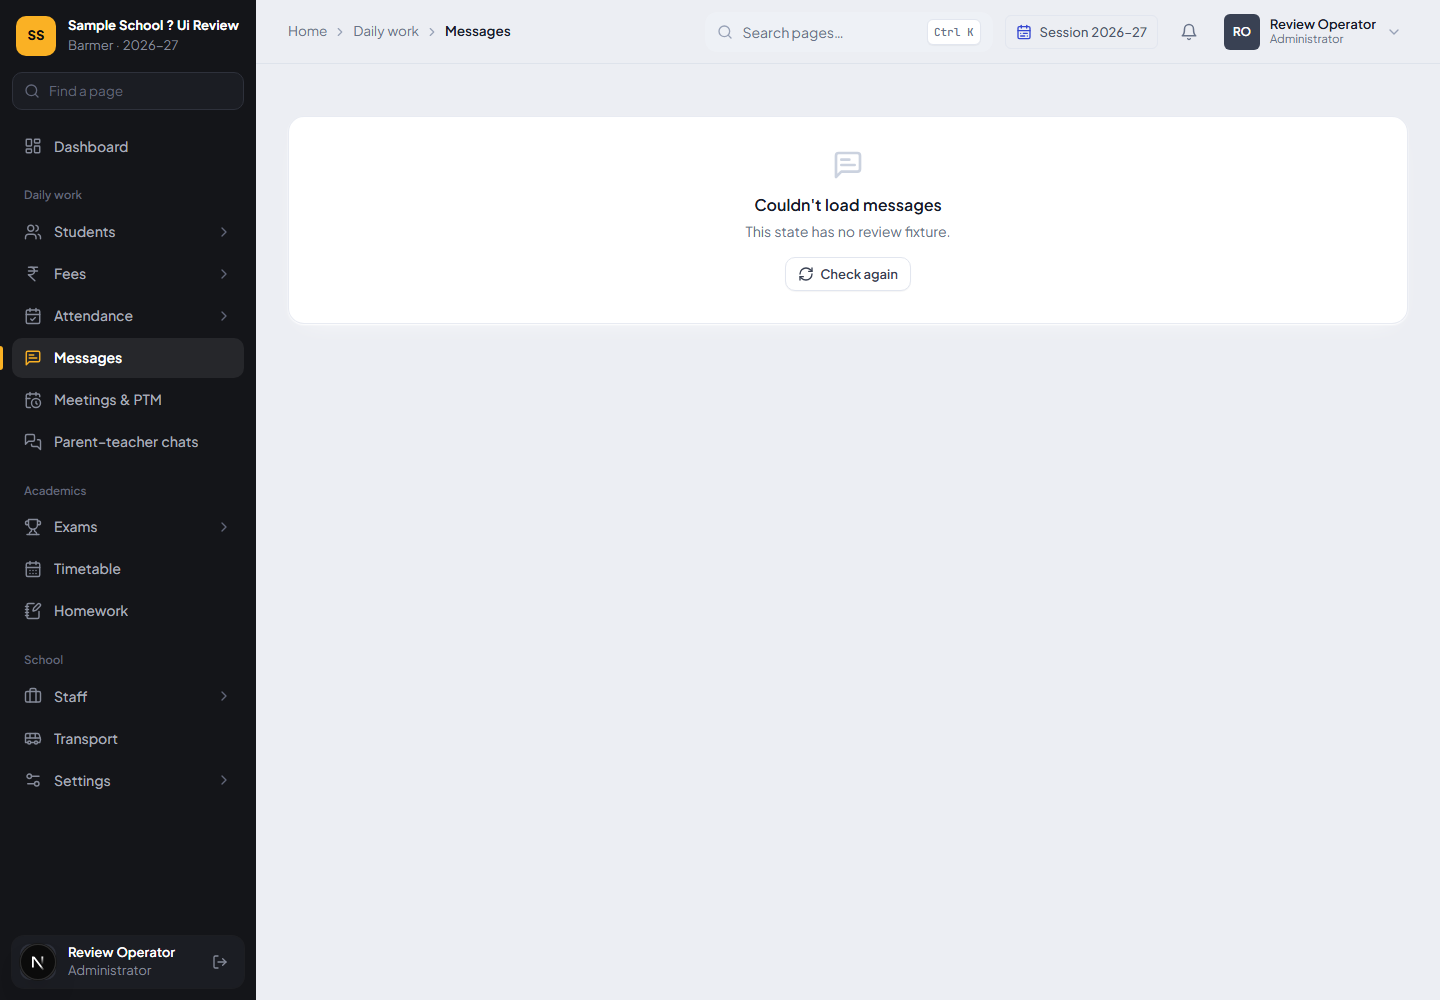 SS
Sample School ? Ui Review
Barmer · 2026–27
Find a page
Dashboard
Daily work
Students
Fees
Attendance
Messages
Meetings & PTM
Parent–teacher chats
Academics
Exams
Timetable
Homework
School
Staff
Transport
Settings
N
Review Operator
Administrator
Home > Daily work > Messages
Search pages…
Ctrl K
Session 2026–27
RO
Review Operator
Administrator
Couldn't load messages
This state has no review fixture.
Check again